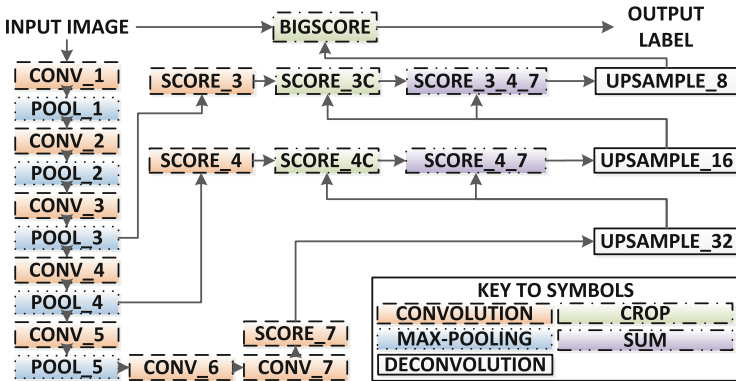 INPUT IMAGE
BIGSCORE
OUTPUT
LABEL
CONV_1
SCORE_3
SCORE_3C
SCORE_3_4_7
UPSAMPLE_8
POOL_1
CONV_2
SCORE_4
SCORE_4C
SCORE_4_7
UPSAMPLE_16
POOL_2
CONV_3
POOL_3
UPSAMPLE_32
CONV_4
POOL_4
CONV_5
SCORE_7
POOL_5
CONV_6
CONV_7
KEY TO SYMBOLS
CONVOLUTION
CROP
MAX-POOLING
SUM
DECONVOLUTION